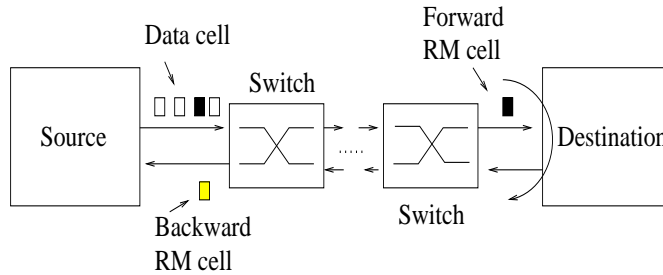 Data cell
Forward
RM cell
Switch
Source
Destination
.....
Switch
Backward
RM cell